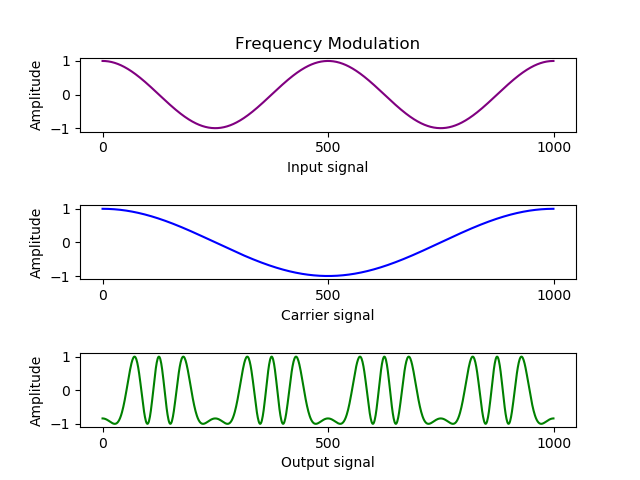 Frequency Modulation
Amplitude
1
0
−1
0 500 1000
Input signal
Amplitude
1
0
−1
0 500 1000
Carrier signal
Amplitude
1
0
−1
0 500 1000
Output signal